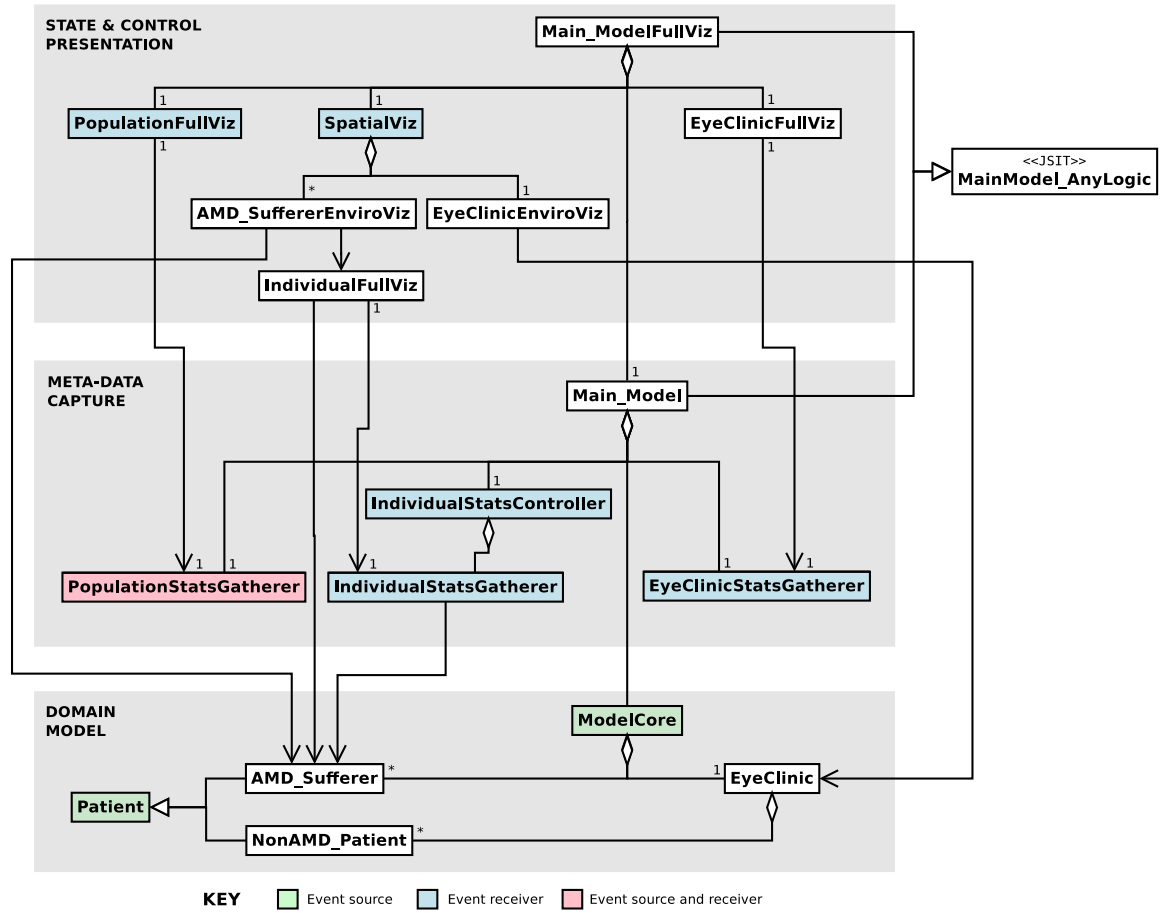 STATE & CONTROL
PRESENTATION
Main_ModelFullViz
1
1
1
PopulationFullViz
SpatialViz
EyeClinicFullViz
1
1
<<JSIT>>
MainModel_AnyLogic
*
1
AMD_SuffererEnviroViz
EyeClinicEnviroViz
IndividualFullViz
1
META-DATA
CAPTURE
1
Main_Model
1
IndividualStatsController
1
1
1
1
1
PopulationStatsGatherer
IndividualStatsGatherer
EyeClinicStatsGatherer
DOMAIN
MODEL
ModelCore
AMD_Sufferer
*
1
EyeClinic
Patient
NonAMD_Patient
*
KEY
Event source
Event receiver
Event source and receiver